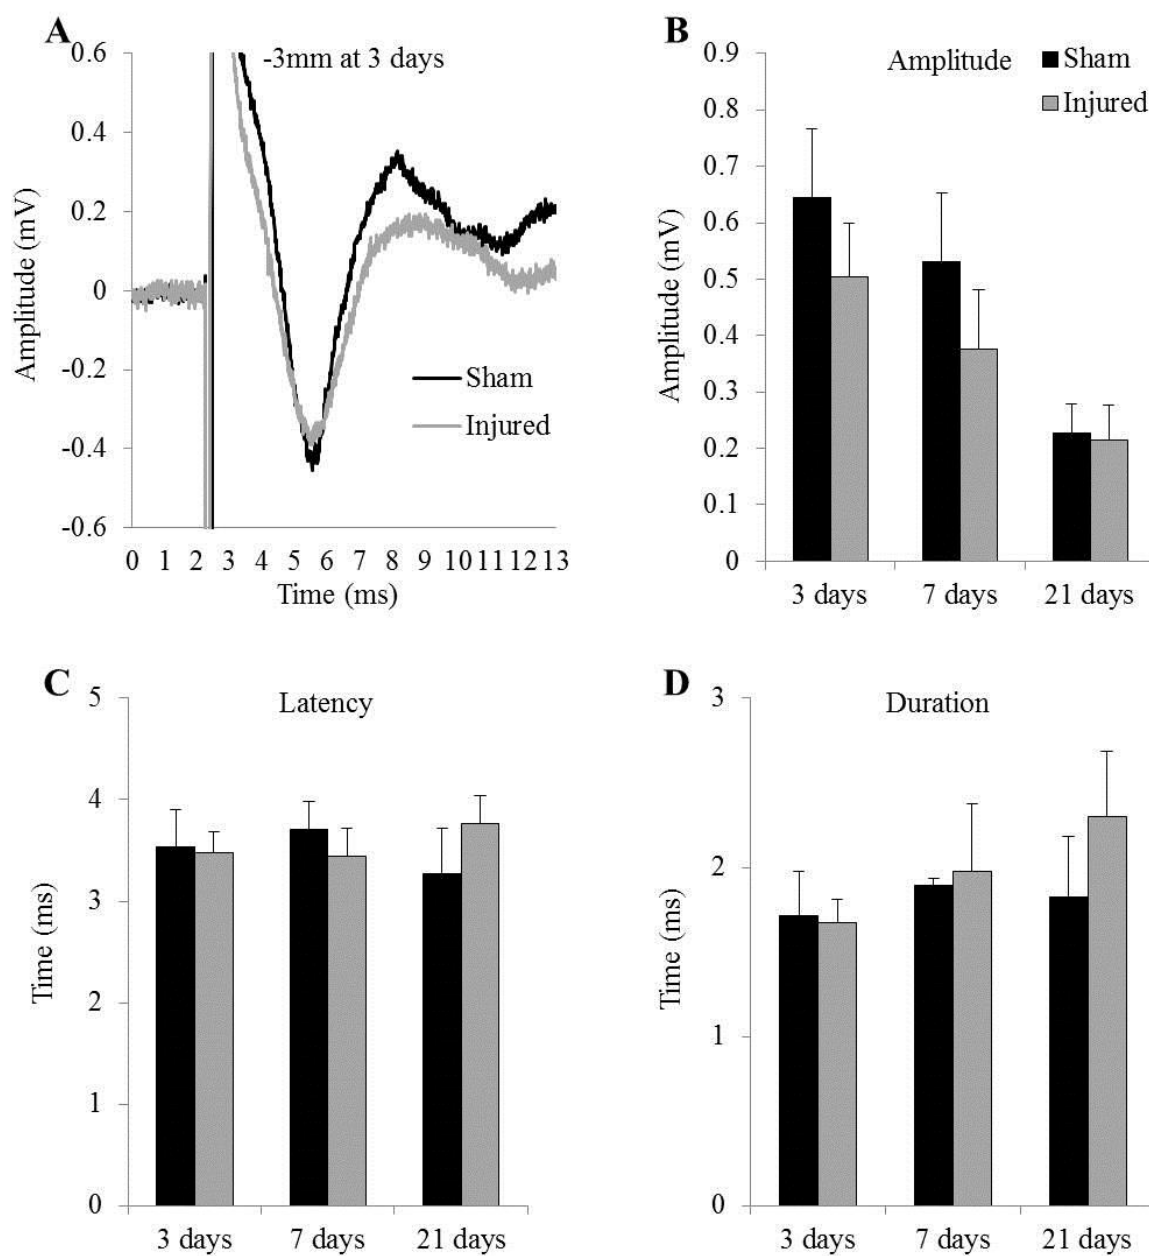 A
-3mm at 3 days
0.6
0.4
0.2
0
-0.2
-0.4
-0.6
Amplitude (mV)
Sham
Injured
0 1 2 3 4 5 6 7 8 9 10 11 12 13
Time (ms)
B
Amplitude
Sham
Injured
0.9
0.8
0.7
0.6
0.5
0.4
0.3
0.2
0.1
0
Amplitude (mV)
3 days 7 days 21 days
C
Latency
5
4
3
2
1
0
Time (ms)
3 days 7 days 21 days
D
Duration
3
2
1
0
Time (ms)
3 days 7 days 21 days